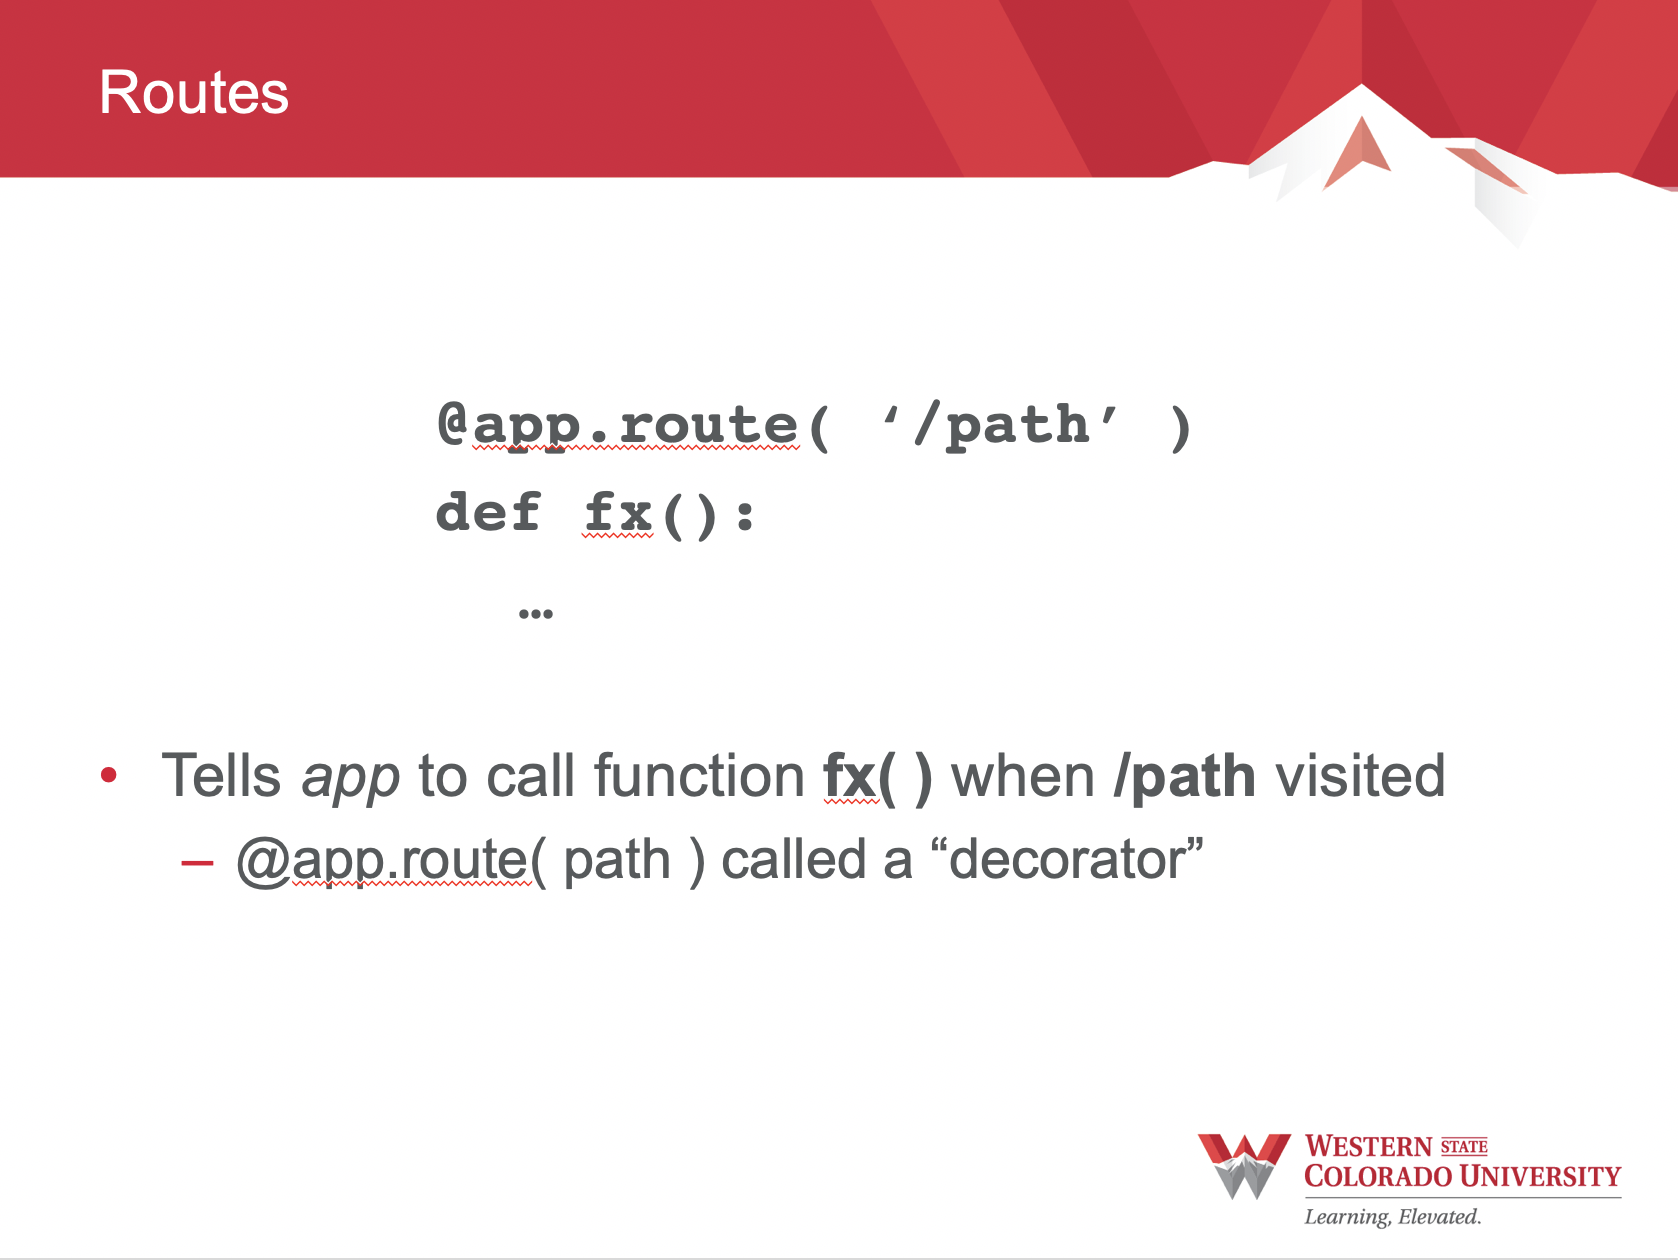 Routes
@app.route( ‘/path’ )
def fx():
…
• Tells app to call function fx( ) when /path visited
– @app.route( path ) called a “decorator”
WESTERN STATE
COLORADO UNIVERSITY
Learning, Elevated.